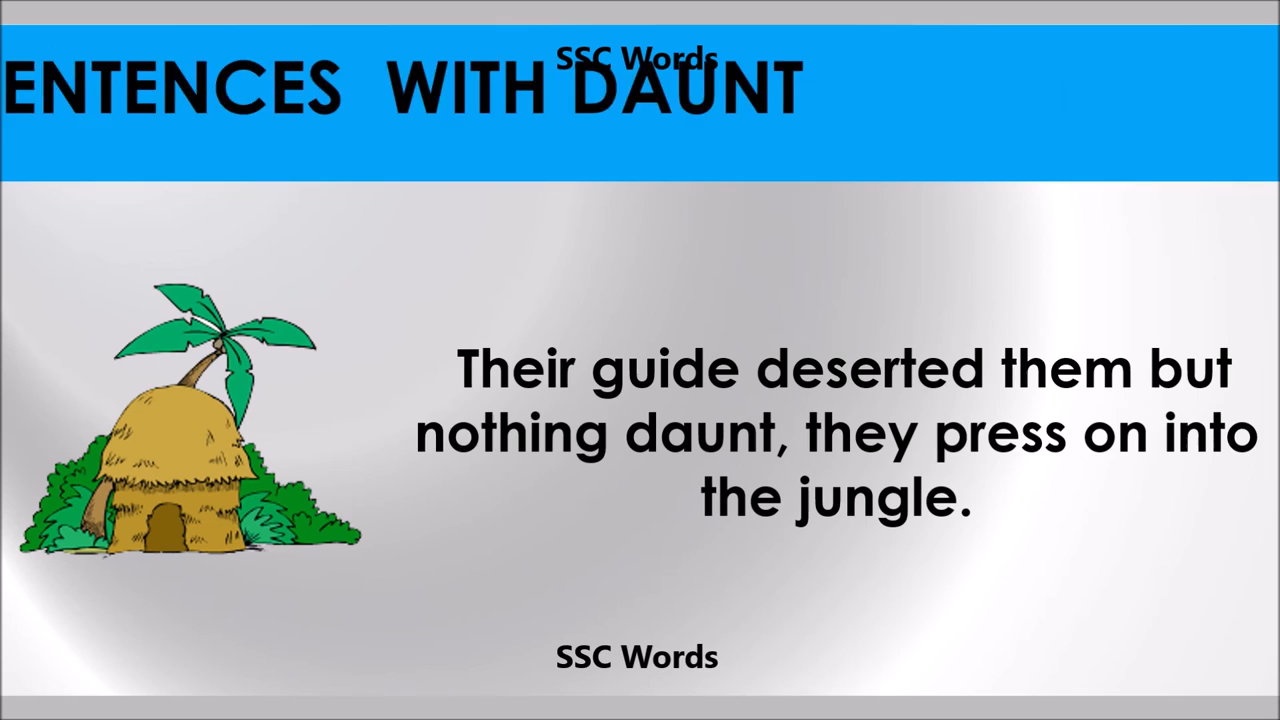 SSC Words
ENTENCES WITH DAUNT
Their guide deserted them but
nothing daunt, they press on into
the jungle.
SSC Words